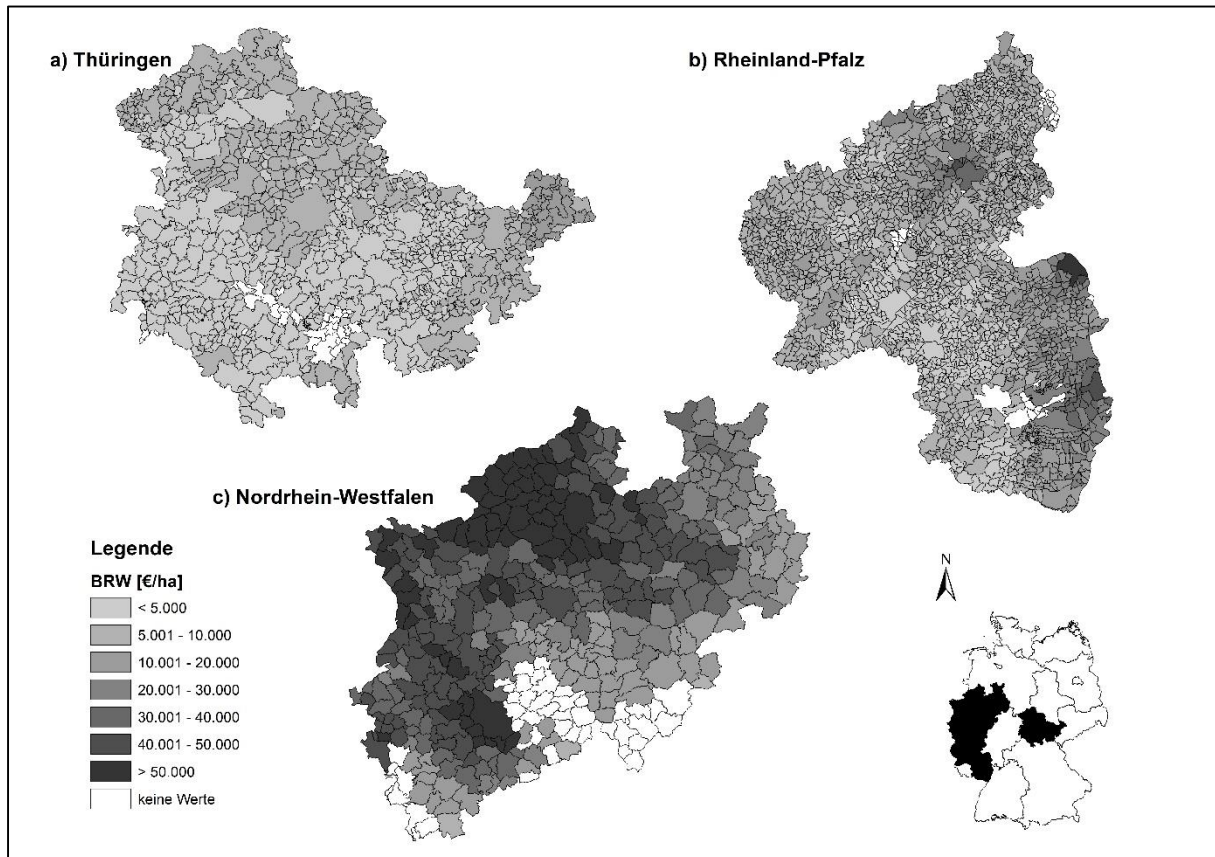 a) Thüringen
b) Rheinland-Pfalz
c) Nordrhein-Westfalen
Legende
BRW [€/ha]
< 5.000
5.001 - 10.000
10.001 - 20.000
20.001 - 30.000
30.001 - 40.000
40.001 - 50.000
> 50.000
keine Werte
N